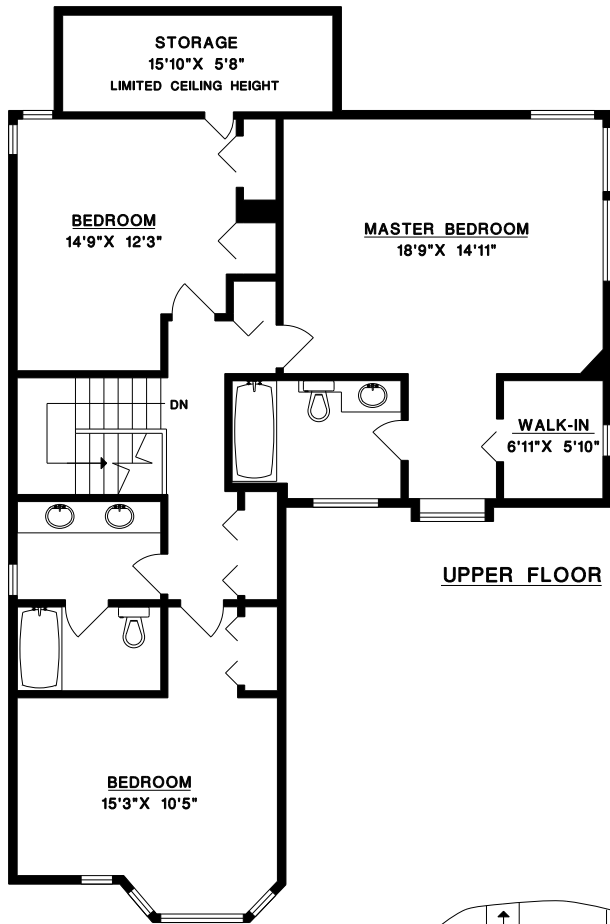 STORAGE
15'10"X 5'8"
LIMITED CEILING HEIGHT
BEDROOM
14'9"X 12'3"
MASTER BEDROOM
18'9"X 14'11"
DN
WALK-IN
6'11"X 5'10"
UPPER FLOOR
BEDROOM
15'3"X 10'5"